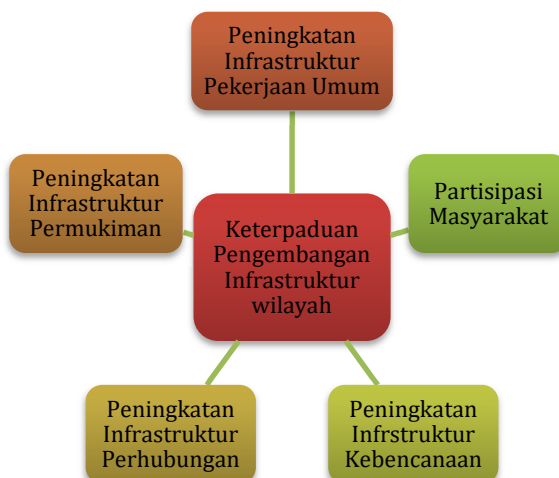 Peningkatan
Infrastruktur
Pekerjaan Umum
Peningkatan
Infrastruktur
Permukiman
Keterpaduan
Pengembangan
Infrastruktur
wilayah
Partisipasi
Masyarakat
Peningkatan
Infrastruktur
Perhubungan
Peningkatan
Infrstruktur
Kebencanaan